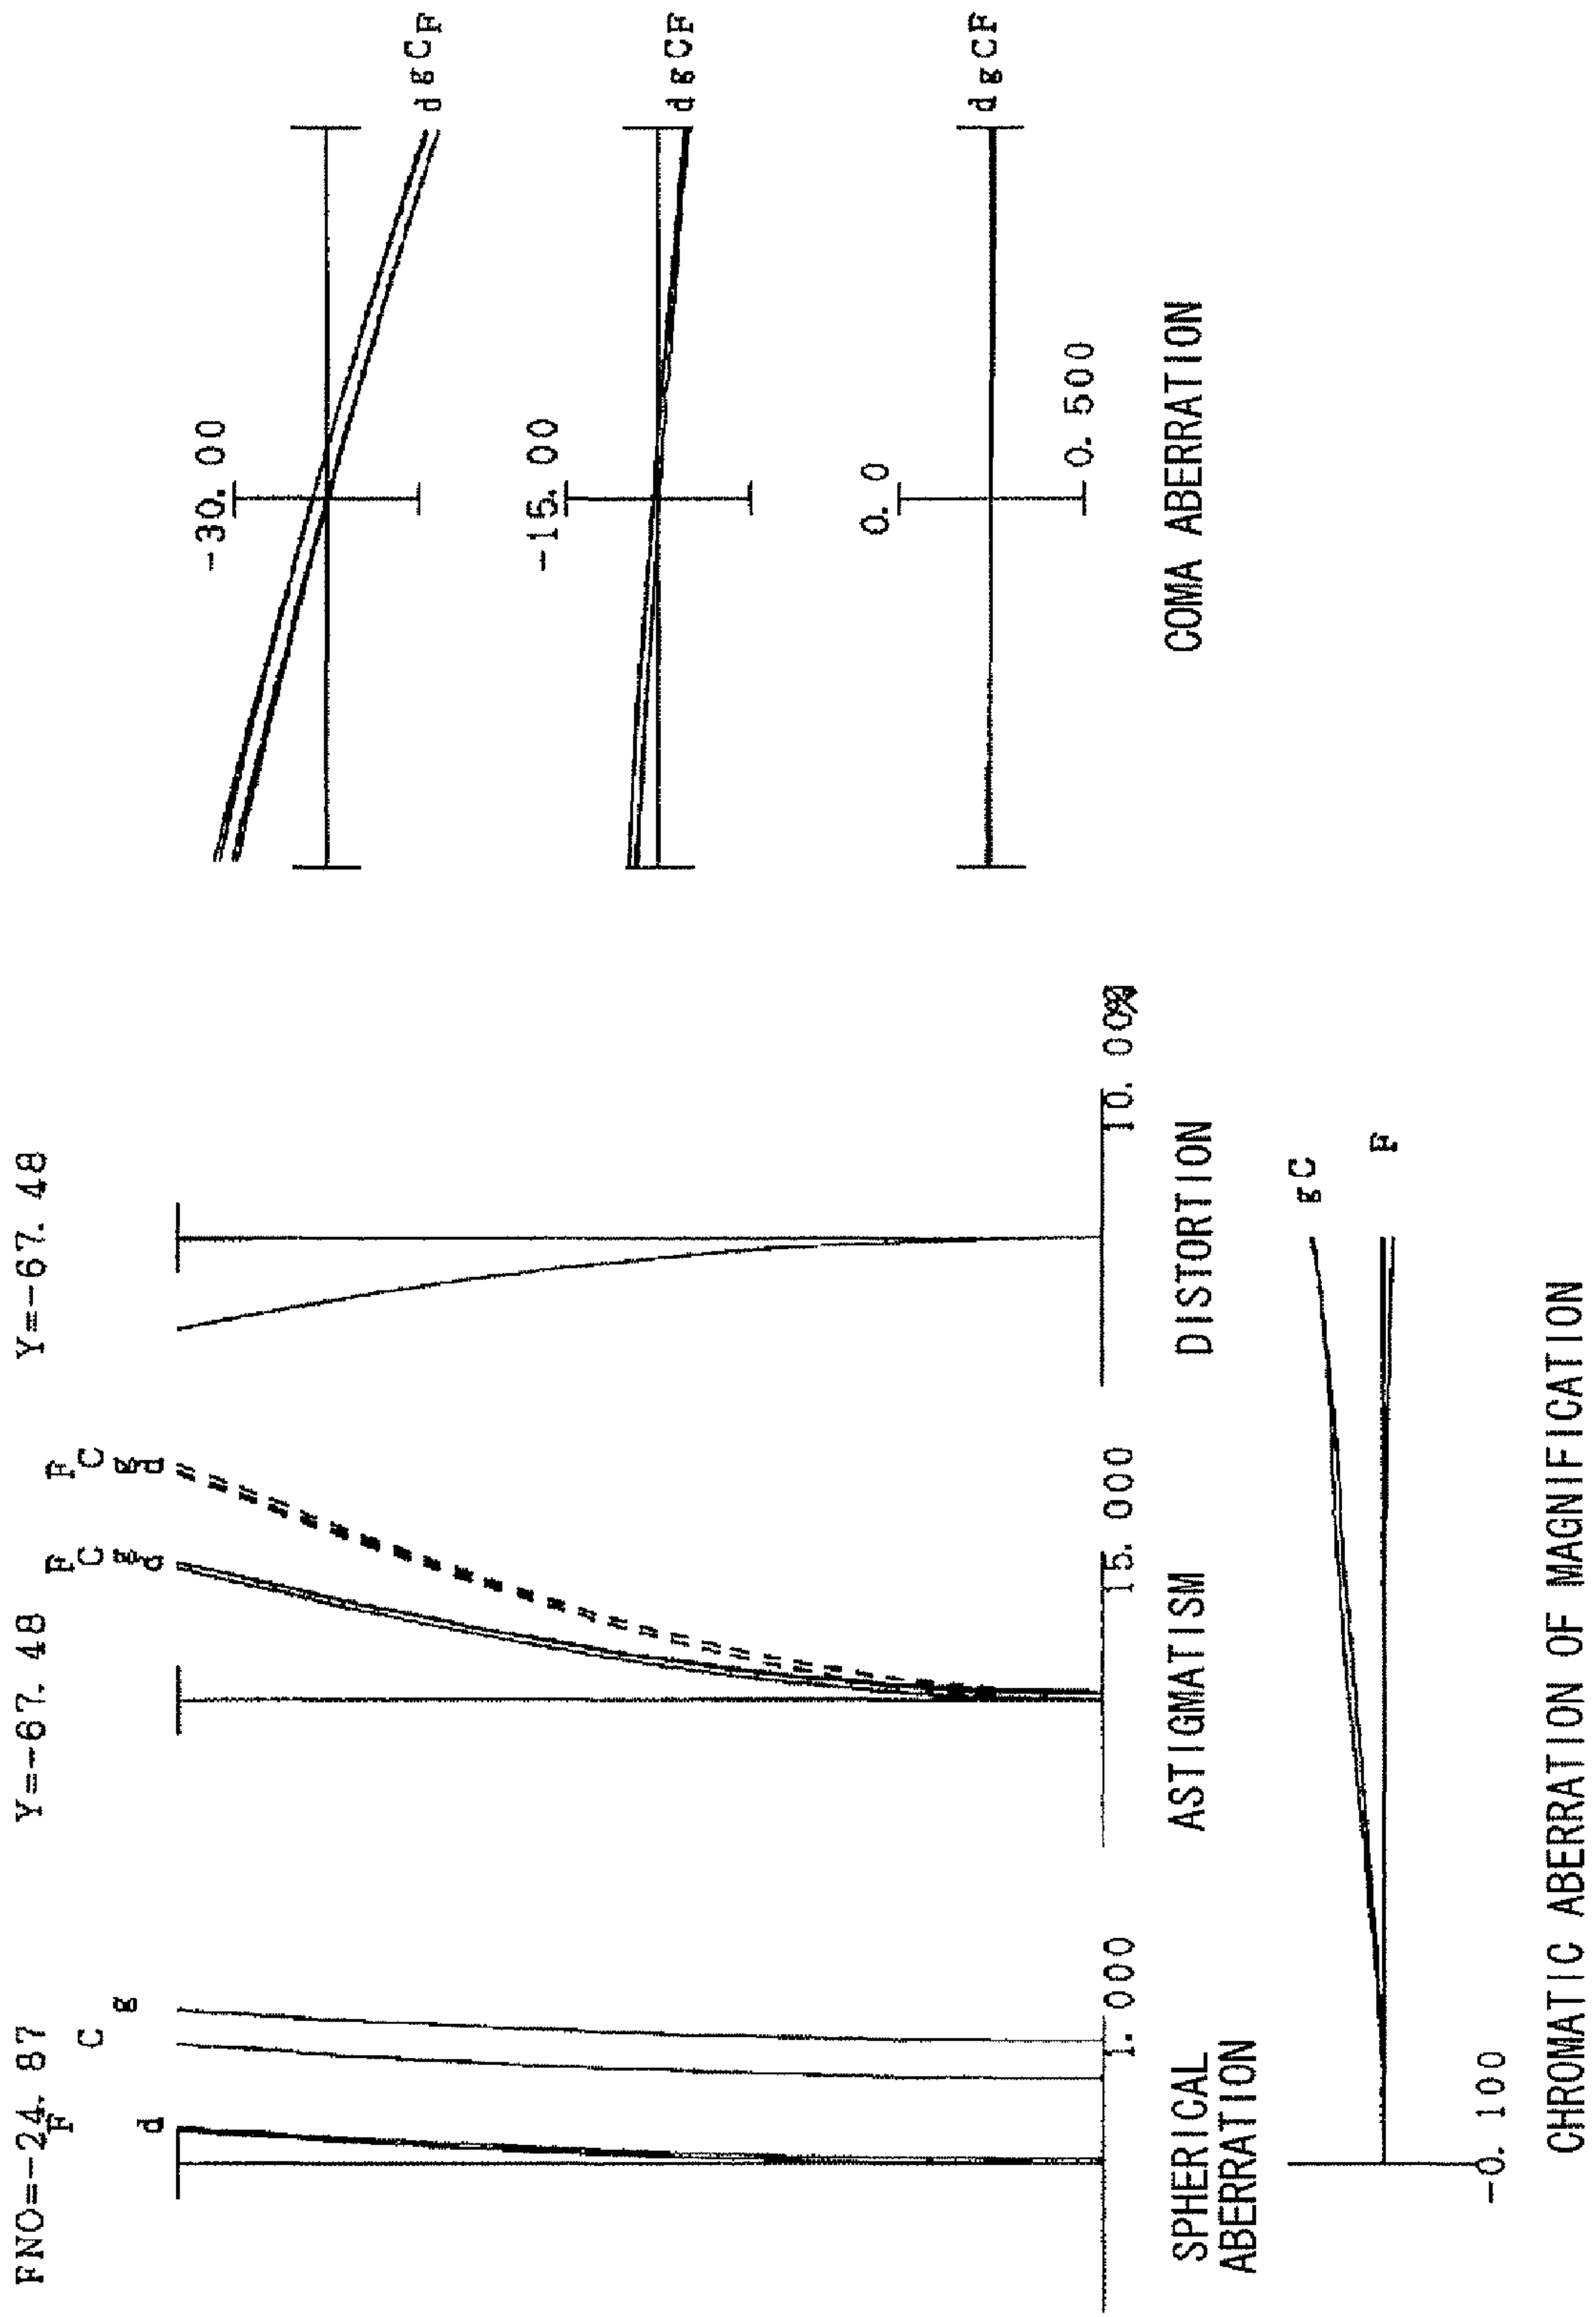 FNO=-24. 87
F
C
g
d
1. 000
SPHERICAL
ABERRATION
Y=-67. 48
F
C
g
d
F
C
g
d
15. 000
ASTIGMATISM
Y=-67. 48
10. 00%
DISTORTION
-30. 00
d g C F
-15. 00
d g C F
0. 0
d g C F
0. 500
COMA ABERRATION
g C
F
-0. 100
CHROMATIC ABERRATION OF MAGNIFICATION